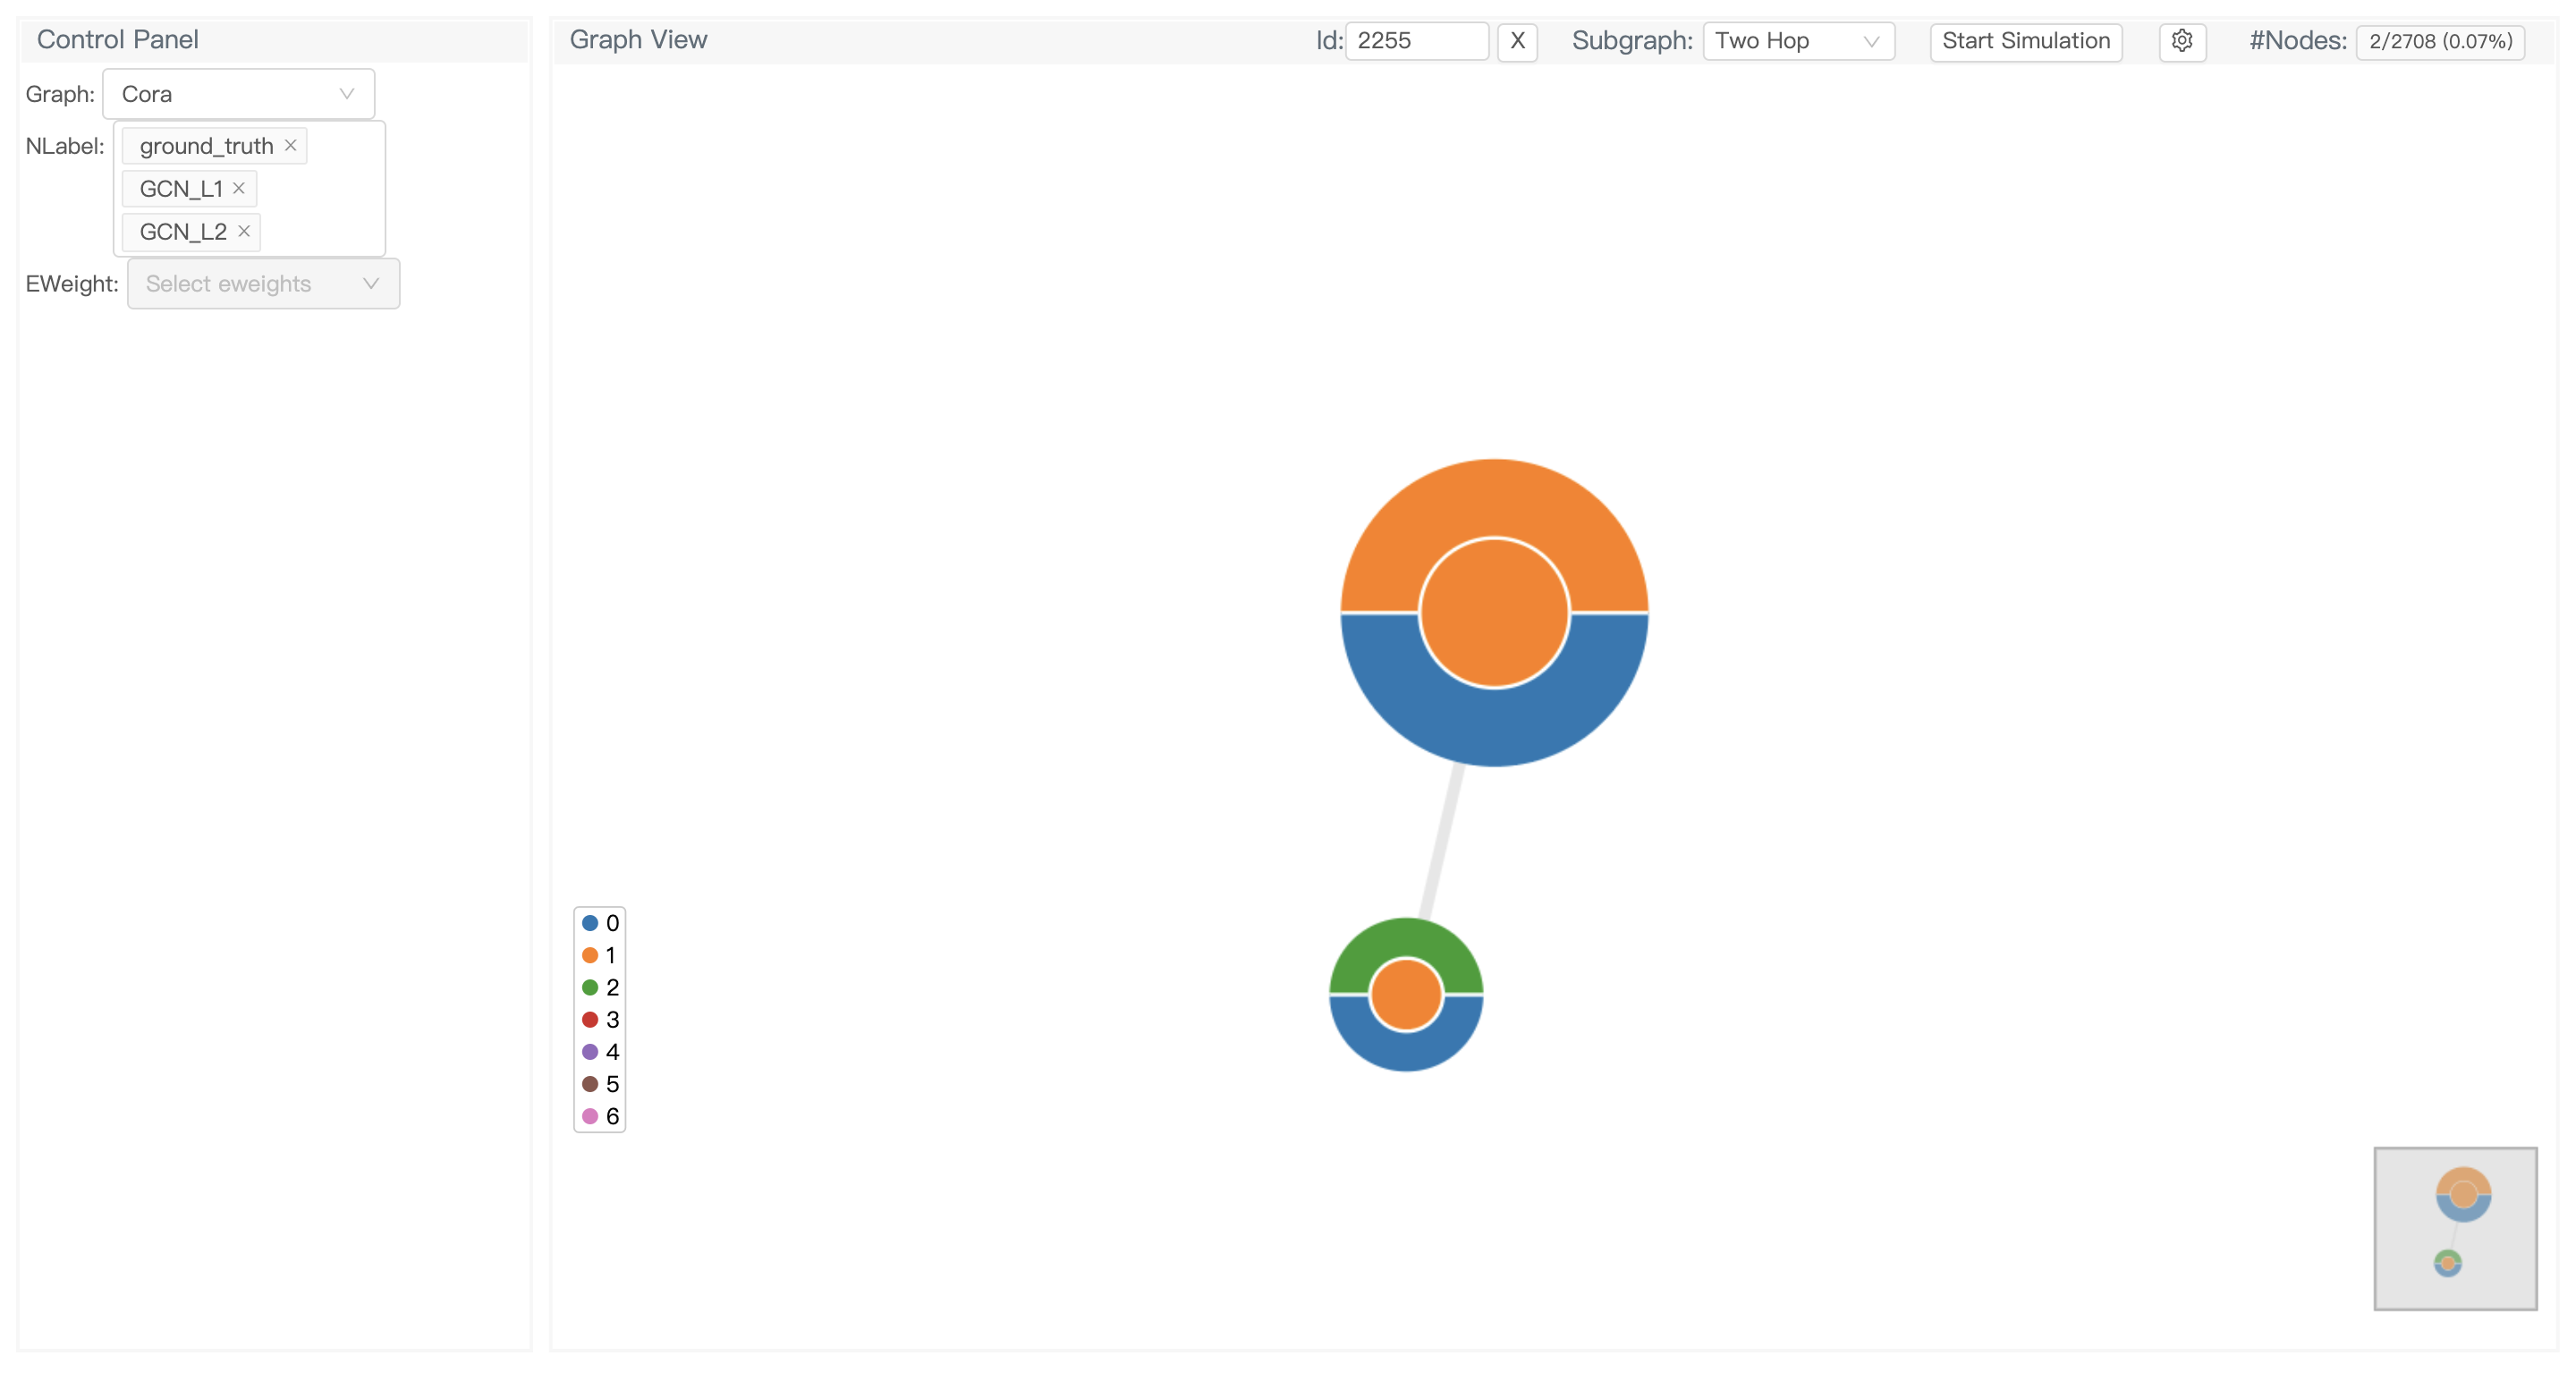 Control Panel
Graph: Cora
NLabel: ground_truth ×
GCN_L1 ×
GCN_L2 ×
EWeight: Select eweights
Graph View Id: 2255 X Subgraph: Two Hop Start Simulation #Nodes: 2/2708 (0.07%)
0
1
2
3
4
5
6